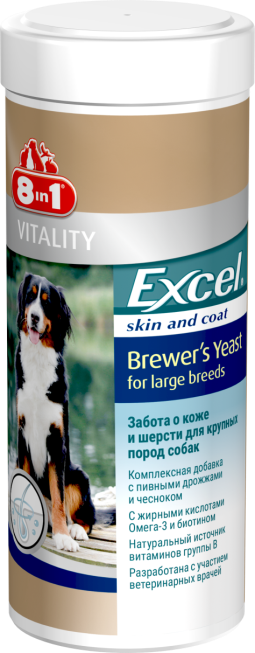 8in1
VITALITY
Excel®
skin and coat
Brewer's Yeast
for large breeds
Забота о коже
и шерсти для крупных
пород собак
Комплексная добавка
с пивными дрожжами
и чесноком
С жирными кислотами
Омега-3 и биотином
Натуральный источник
витаминов группы В
Разработана с участием
ветеринарных врачей